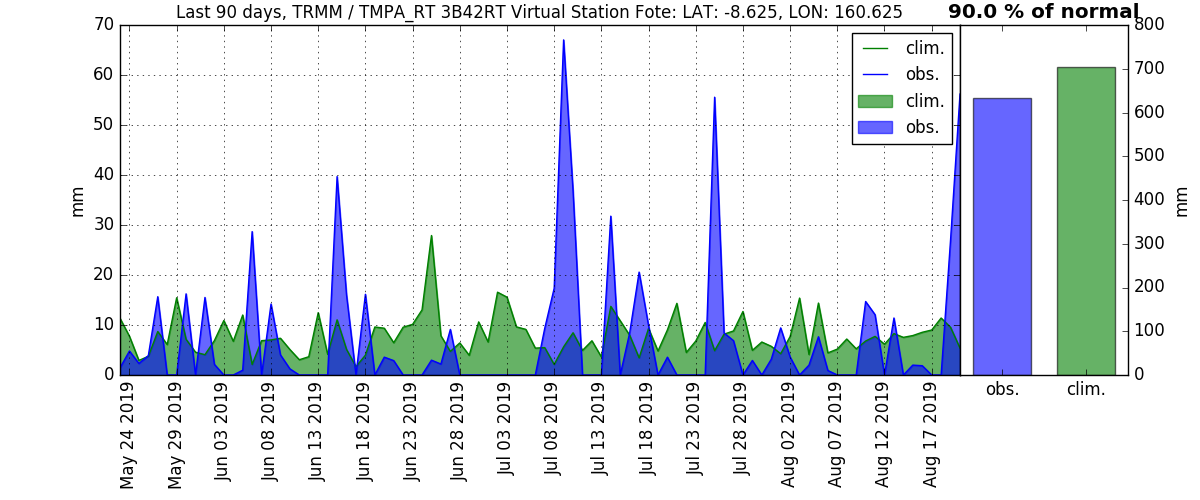 Last 90 days, TRMM / TMPA_RT 3B42RT Virtual Station Fote: LAT: -8.625, LON: 160.625
90.0 % of normal
70
60
50
40
30
20
10
0
mm
clim.
obs.
clim.
obs.
May 24 2019
May 29 2019
Jun 03 2019
Jun 08 2019
Jun 13 2019
Jun 18 2019
Jun 23 2019
Jun 28 2019
Jul 03 2019
Jul 08 2019
Jul 13 2019
Jul 18 2019
Jul 23 2019
Jul 28 2019
Aug 02 2019
Aug 07 2019
Aug 12 2019
Aug 17 2019
800
700
600
500
400
300
200
100
0
mm
obs.
clim.